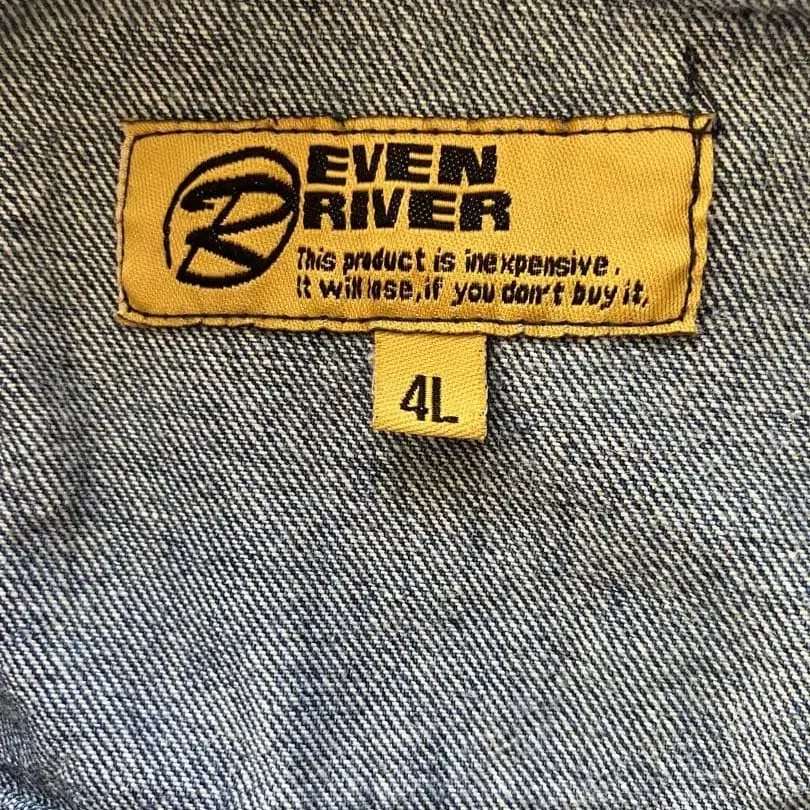 EVEN
RIVER
This product is inexpensive.
It will lose,if you don't buy it.
4L